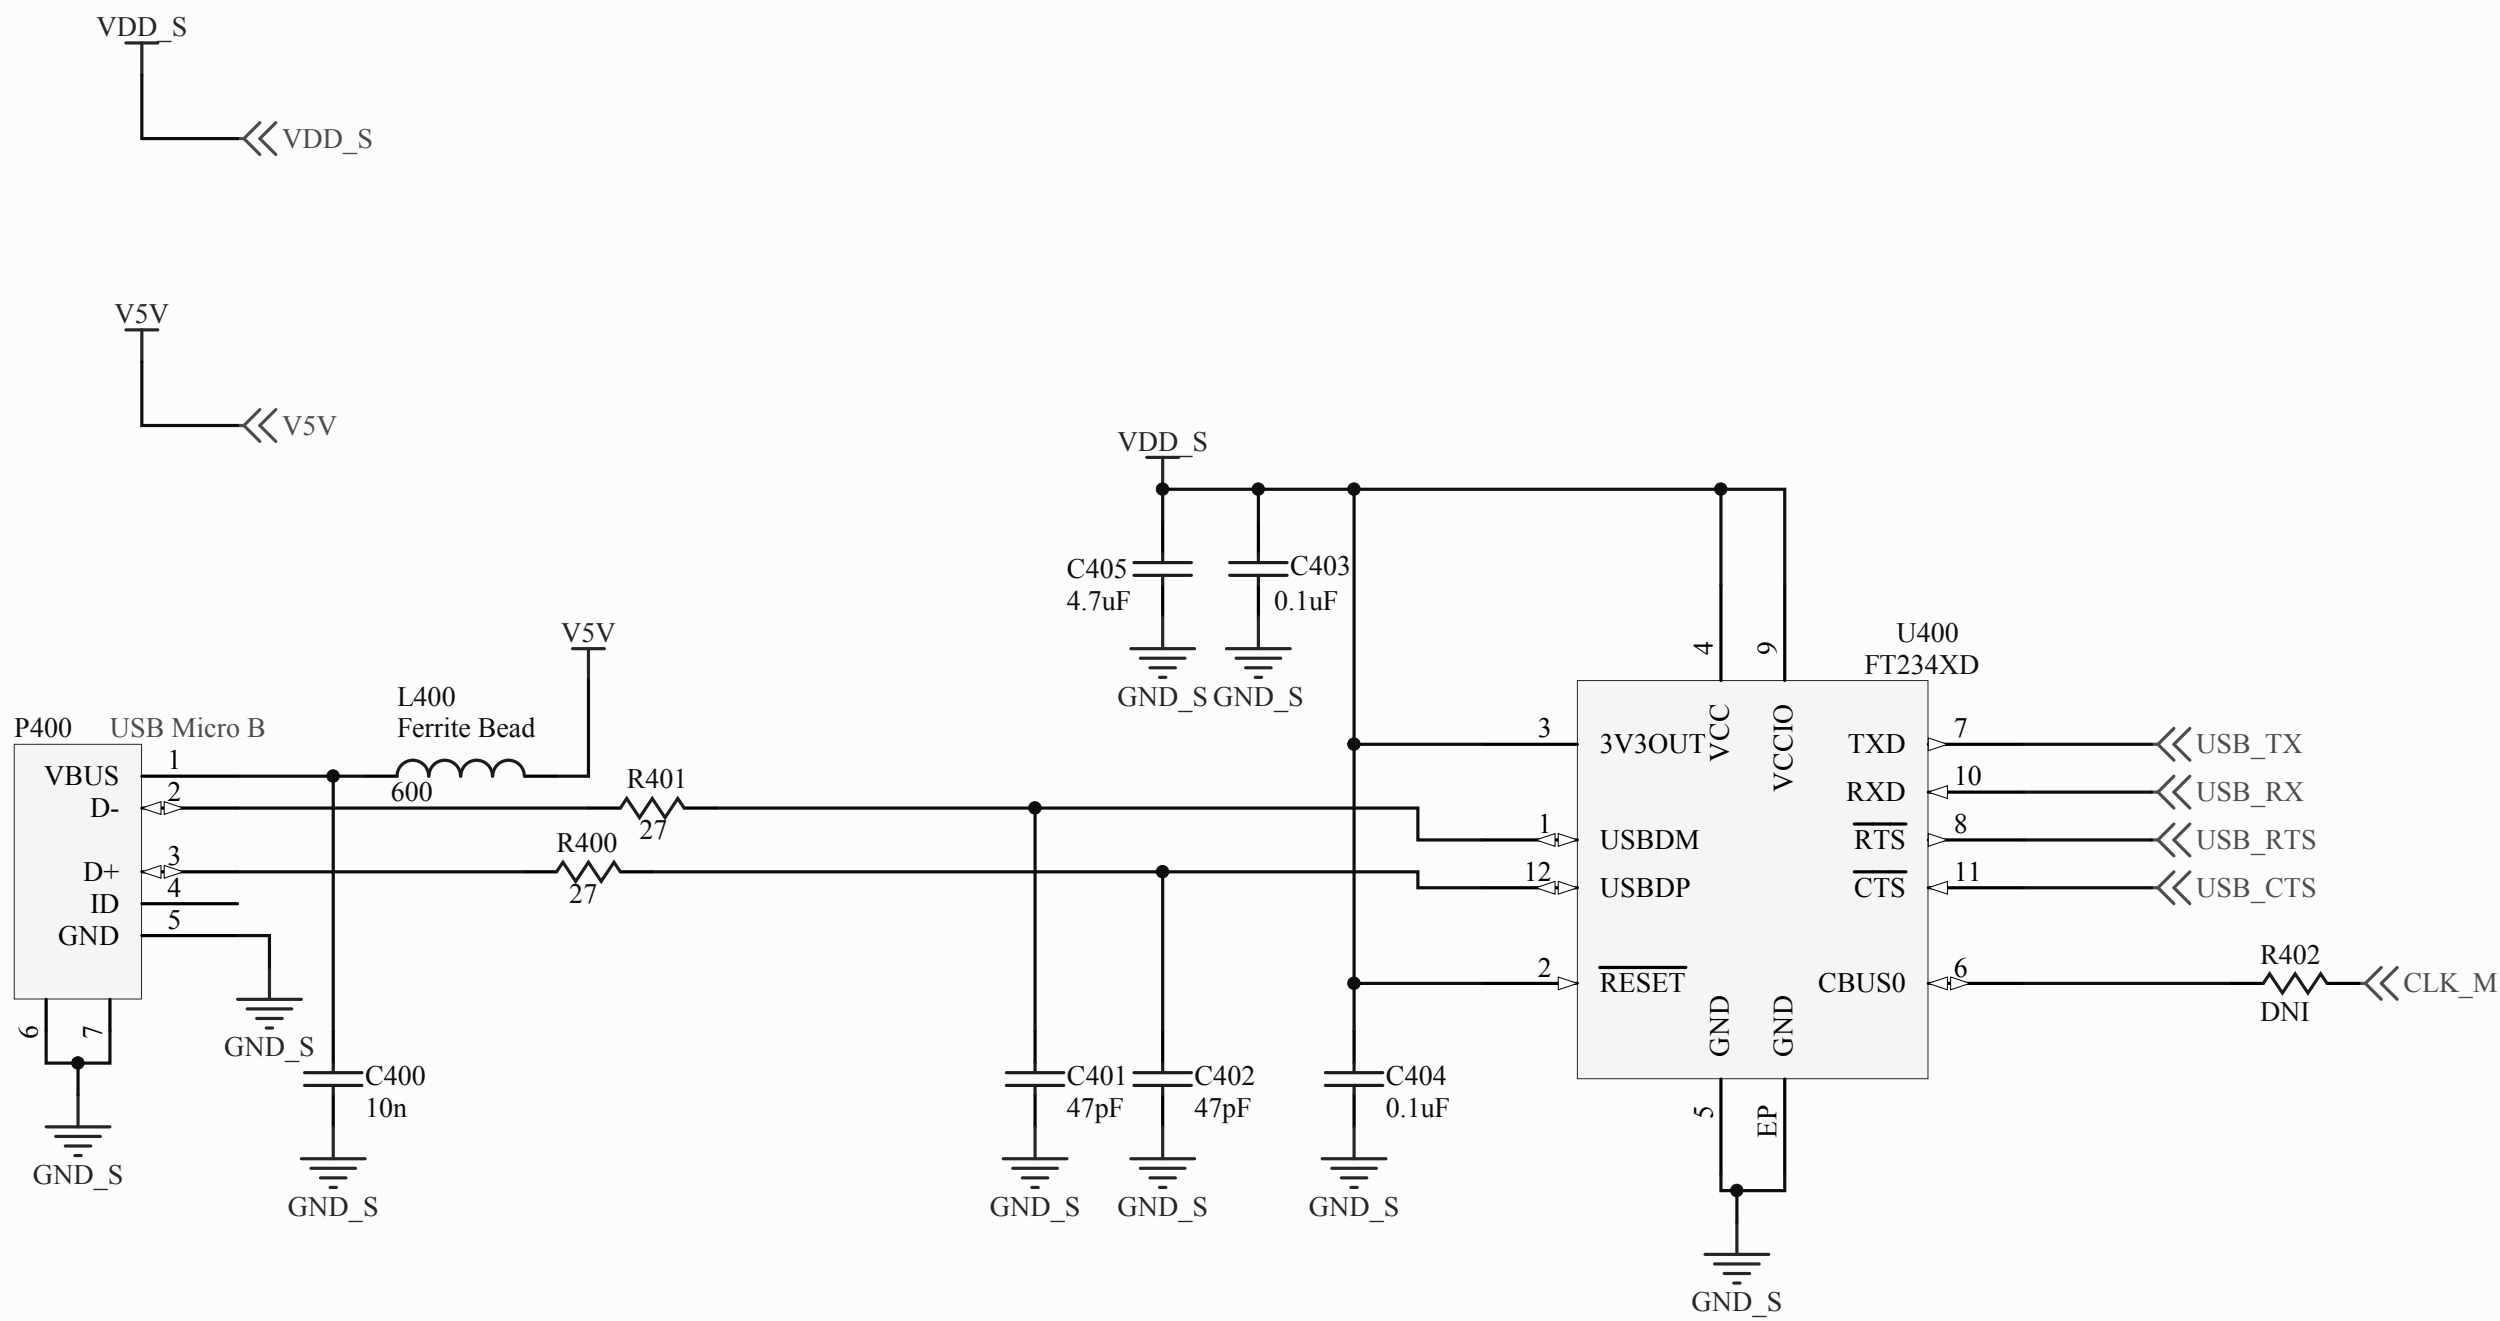 VDD_S
VDD_S
V5V
V5V
VDD_S
C405
4.7uF
C403
0.1uF
GND_S
GND_S
V5V
L400
Ferrite Bead
600
P400
USB Micro B
VBUS
1
D-
2
D+
3
ID
4
GND
5
6
7
GND_S
GND_S
R401
27
R400
27
C400
10n
GND_S
C401
47pF
GND_S
C402
47pF
GND_S
C404
0.1uF
GND_S
U400
FT234XD
4
9
VCC
VCCIO
3
3V3OUT
1
USBDM
12
USBDP
2
RESET
TXD
7
USB_TX
RXD
10
USB_RX
RTS
8
USB_RTS
CTS
11
USB_CTS
CBUS0
6
R402
DNI
CLK_M
GND
GND
5
EP
GND_S